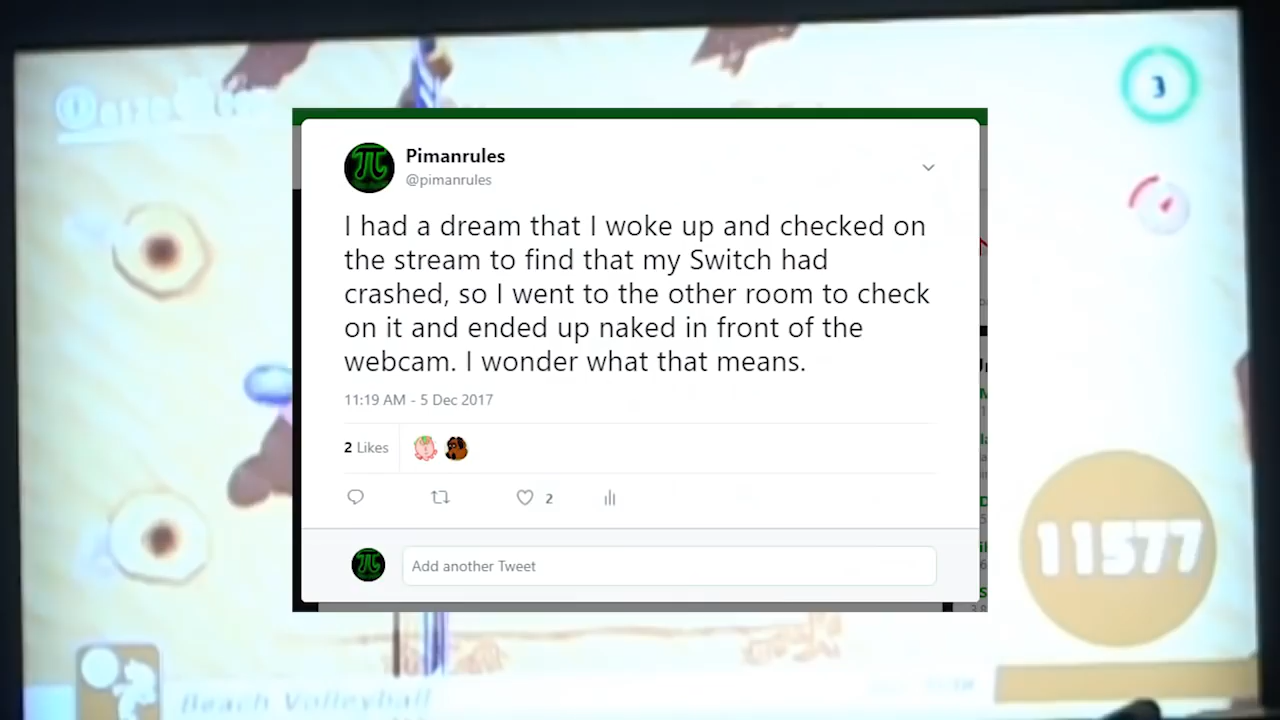 3
Pimanrules
@pimanrules
I had a dream that I woke up and checked on
the stream to find that my Switch had
crashed, so I went to the other room to check
on it and ended up naked in front of the
webcam. I wonder what that means.
11:19 AM - 5 Dec 2017
2 Likes
2
Add another Tweet
11577
Beach Volleyball